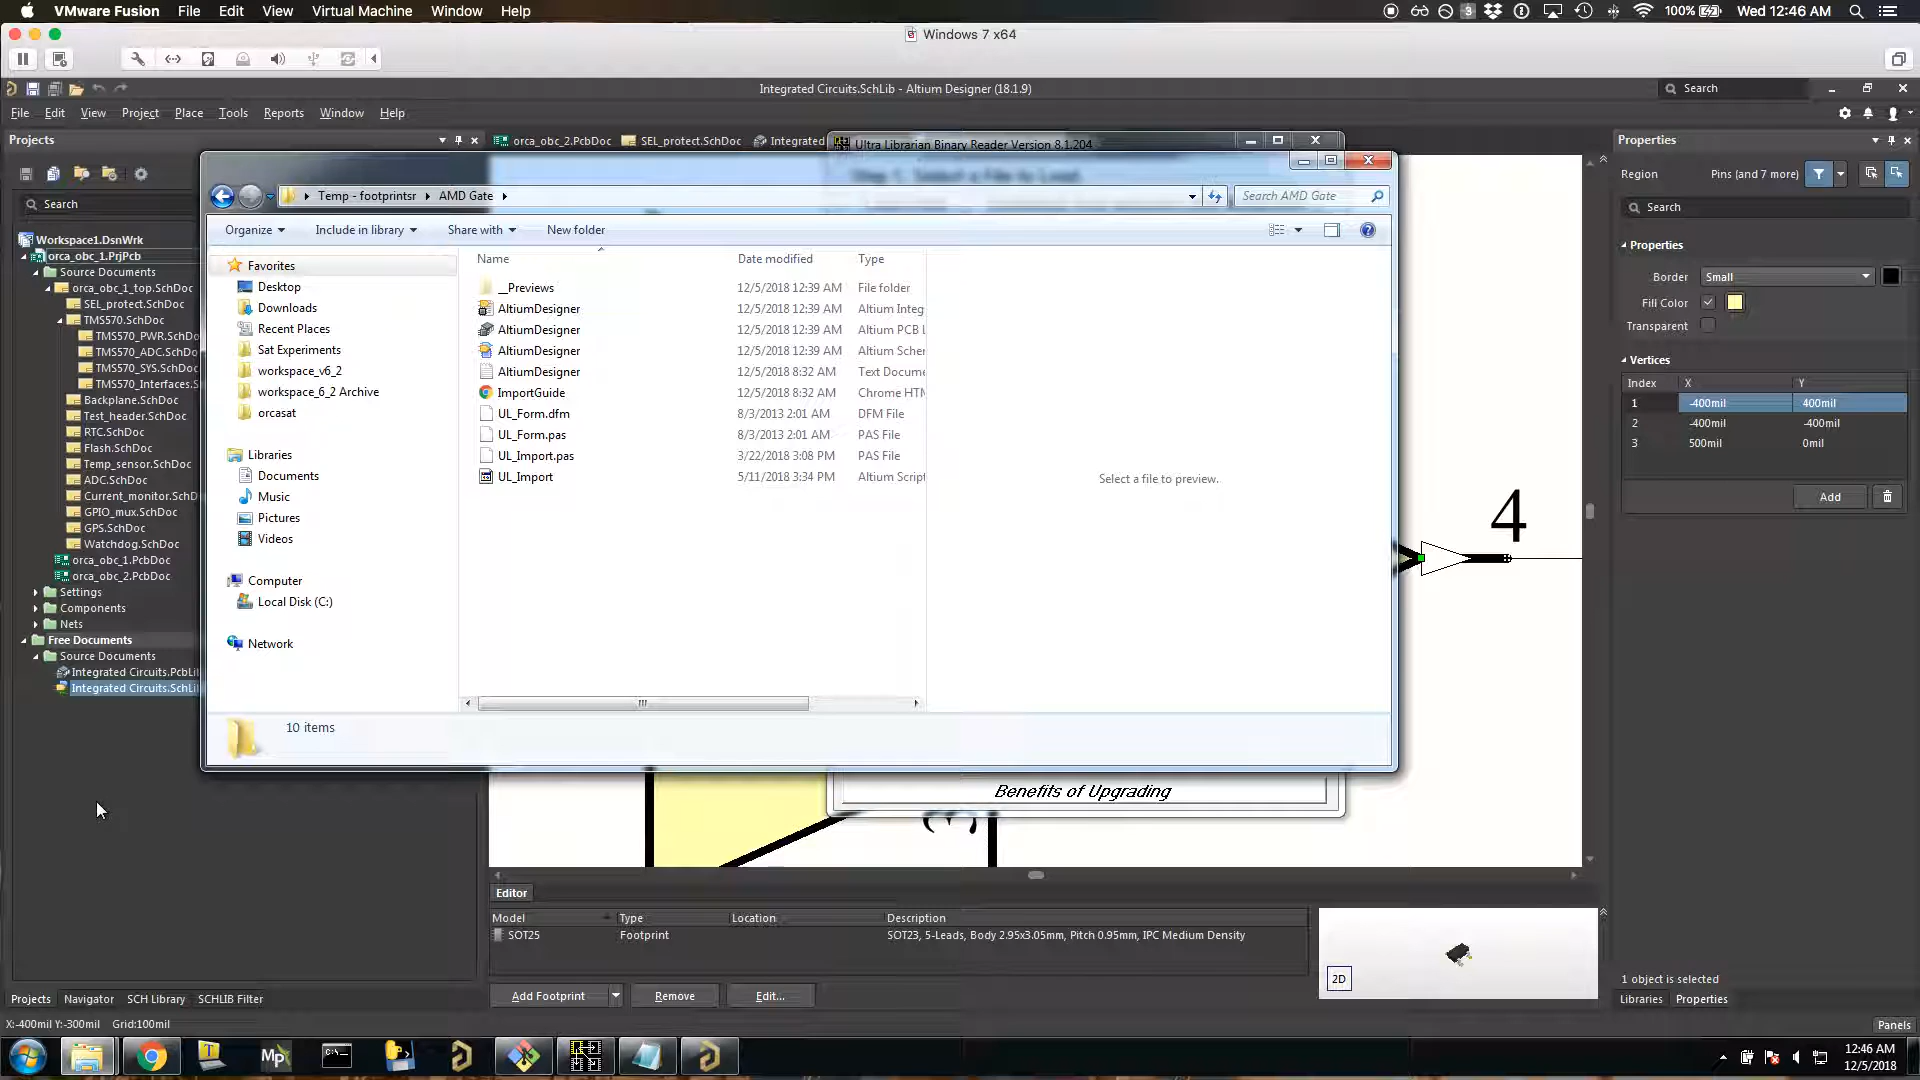 VMware Fusion File Edit View Virtual Machine Window Help
3 100% Wed 12:46 AM
Windows 7 x64
Integrated Circuits.SchLib - Altium Designer (18.1.9)
Search
File Edit View Project Place Tools Reports Window Help
Projects
orca_obc_2.PcbDoc SEL_protect.SchDoc Integrated
Ultra Librarian Binary Reader Version 8.1.204
Step 1. Select a File to Load.
Search
Workspace1.DsnWrk
orca_obc_1.PrjPcb
Source Documents
orca_obc_1_top.SchDoc
SEL_protect.SchDoc
TMS570.SchDoc
TMS570_PWR.SchDo
TMS570_ADC.SchDo
TMS570_SYS.SchDoc
TMS570_Interfaces.S
Backplane.SchDoc
Test_header.SchDoc
RTC.SchDoc
Flash.SchDoc
Temp_sensor.SchDoc
ADC.SchDoc
Current_monitor.SchD
GPIO_mux.SchDoc
GPS.SchDoc
Watchdog.SchDoc
orca_obc_1.PcbDoc
orca_obc_2.PcbDoc
Settings
Components
Nets
Free Documents
Source Documents
Integrated Circuits.PcbLi
Integrated Circuits.SchLi
Temp - footprintsr AMD Gate
Search AMD Gate
Organize Include in library Share with New folder
Favorites
Desktop
Downloads
Recent Places
Sat Experiments
workspace_v6_2
workspace_6_2 Archive
orcasat
Libraries
Documents
Music
Pictures
Videos
Computer
Local Disk (C:)
Network
Name Date modified Type
__Previews 12/5/2018 12:39 AM File folder
AltiumDesigner 12/5/2018 12:39 AM Altium Integ
AltiumDesigner 12/5/2018 12:39 AM Altium PCB L
AltiumDesigner 12/5/2018 12:39 AM Altium Scher
AltiumDesigner 12/5/2018 8:32 AM Text Docume
ImportGuide 12/5/2018 8:32 AM Chrome HTM
UL_Form.dfm 8/3/2013 2:01 AM DFM File
UL_Form.pas 8/3/2013 2:01 AM PAS File
UL_Import.pas 3/22/2018 3:08 PM PAS File
UL_Import 5/11/2018 3:34 PM Altium Script
Select a file to preview.
10 items
Benefits of Upgrading
4
Properties
Region Pins (and 7 more)
Search
Properties
Border Small
Fill Color
Transparent
Vertices
Index X Y
1 -400mil 400mil
2 -400mil -400mil
3 500mil 0mil
Add
Editor
Model Type Location Description
SOT25 Footprint SOT23, 5-Leads, Body 2.95x3.05mm, Pitch 0.95mm, IPC Medium Density
2D
Add Footprint Remove Edit...
1 object is selected
Projects Navigator SCH Library SCHLIB Filter
Libraries Properties
X:-400mil Y:-300mil Grid:100mil
Panels
Mp
12:46 AM
12/5/2018